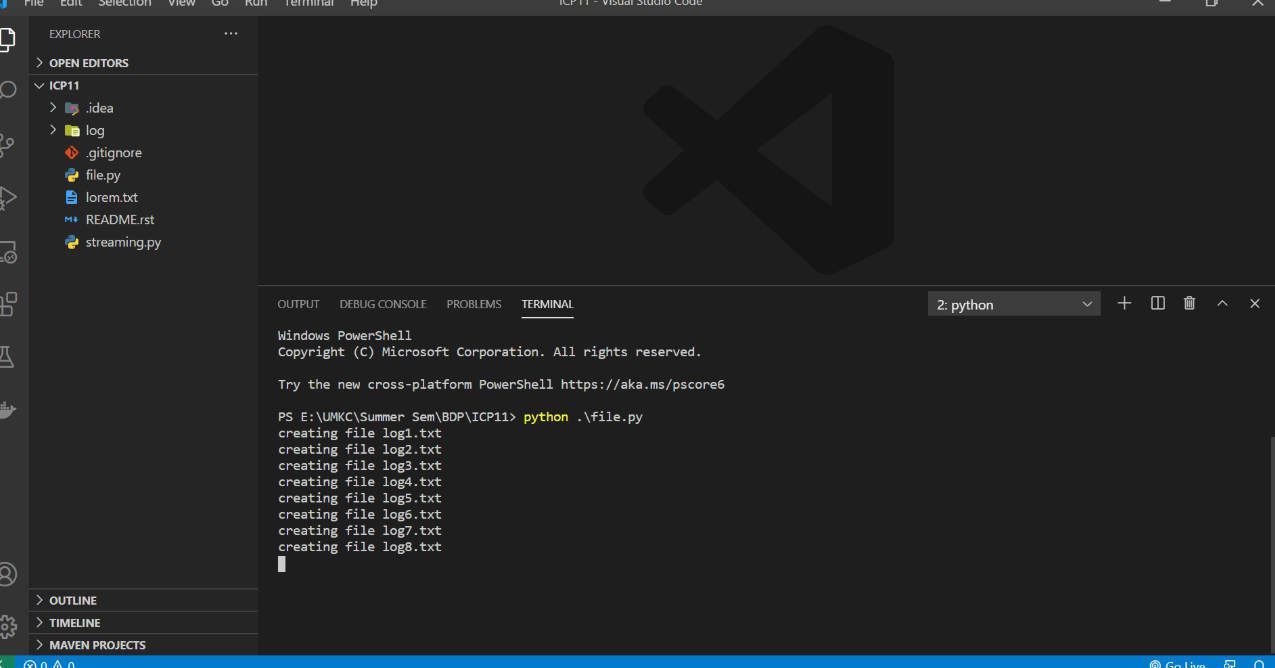 File Edit Selection View Go Run Terminal Help
ICP11 - Visual Studio Code
EXPLORER
OPEN EDITORS
ICP11
.idea
log
.gitignore
file.py
lorem.txt
README.rst
streaming.py
OUTLINE
TIMELINE
MAVEN PROJECTS
OUTPUT DEBUG CONSOLE PROBLEMS TERMINAL
2: python
Windows PowerShell
Copyright (C) Microsoft Corporation. All rights reserved.
Try the new cross-platform PowerShell https://aka.ms/pscore6
PS E:\UMKC\Summer Sem\BDP\ICP11> python .\file.py
creating file log1.txt
creating file log2.txt
creating file log3.txt
creating file log4.txt
creating file log5.txt
creating file log6.txt
creating file log7.txt
creating file log8.txt
0 0
Go Live